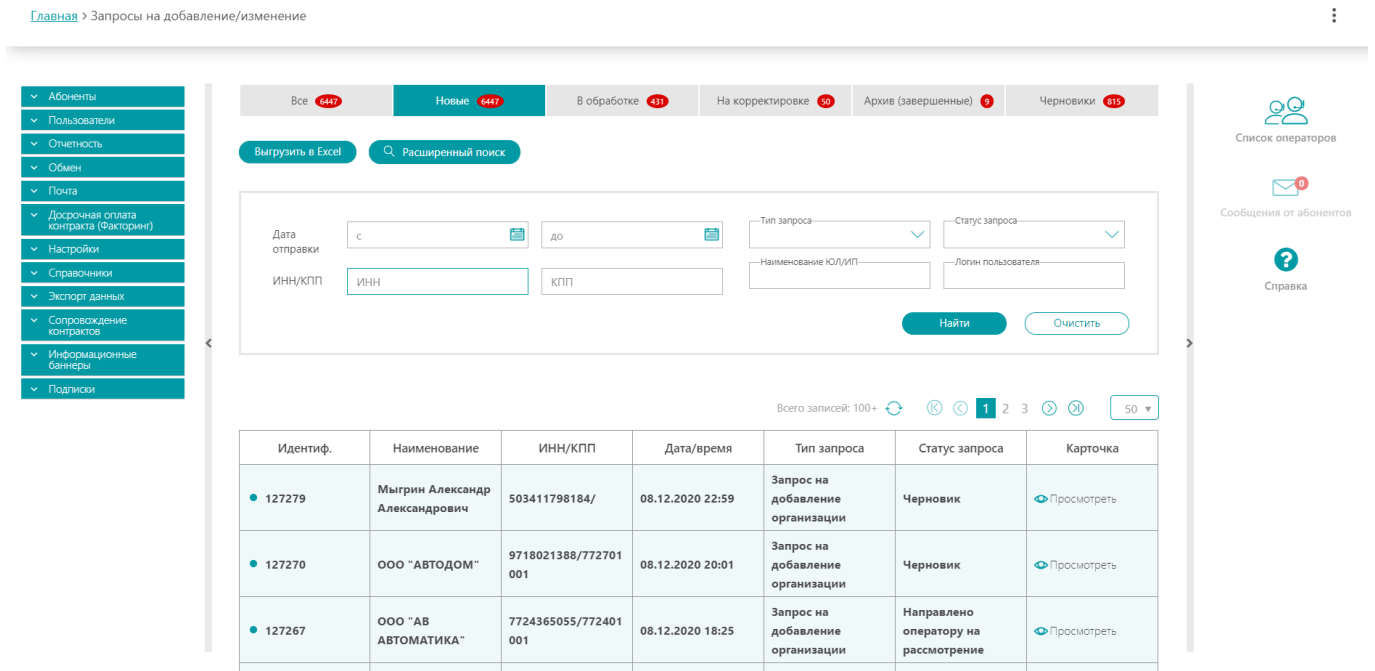 Главная > Запросы на добавление/изменение
Абоненты
Пользователи
Отчетность
Обмен
Почта
Досрочная оплата
контракта (Факторинг)
Настройки
Справочники
Экспорт данных
Сопровождение
контрактов
Информационные
баннеры
Подписки
Все 6447 Новые 6447 В обработке 431 На корректировке 50 Архив (завершенные) 9 Черновики 815
Выгрузить в Excel Расширенный поиск
Дата
отправки
с до
Тип запроса Статус запроса
ИНН/КПП ИНН КПП
Наименование ЮЛ/ИП Логин пользователя
Найти Очистить
Всего записей: 100+ 1 2 3 50
Идентиф. Наименование ИНН/КПП Дата/время Тип запроса Статус запроса Карточка
127279
Мыгрин Александр
Александрович
503411798184/
08.12.2020 22:59
Запрос на
добавление
организации
Черновик
Просмотреть
127270
ООО "АВТОДОМ"
9718021388/772701
001
08.12.2020 20:01
Запрос на
добавление
организации
Черновик
Просмотреть
127267
ООО "АВ
АВТОМАТИКА"
7724365055/772401
001
08.12.2020 18:25
Запрос на
добавление
организации
Направлено
оператору на
рассмотрение
Просмотреть
Список операторов
0
Сообщения от абонентов
?
Справка